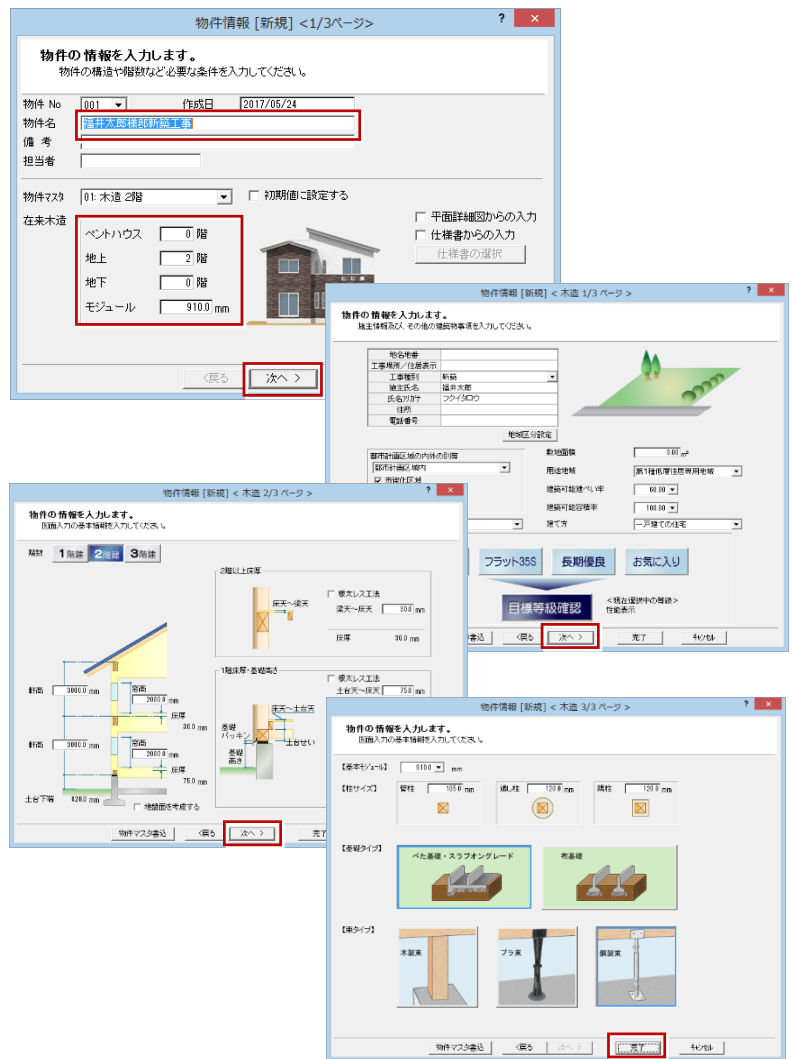 物件情報 [新規] <1/3ページ>
?
×
物件の情報を入力します。
物件の構造や階数など必要な条件を入力してください。
物件 No 001 作成日 2017/05/24
物件名 福井太郎様邸新築工事
備 考
担当者
物件マスタ 01: 木造 2階 初期値に設定する
在来木造
ペントハウス 0 階
地上 2 階
地下 0 階
モジュール 910.0 mm
平面詳細図からの入力
仕様書からの入力
仕様書の選択
<戻る 次へ >
物件情報 [新規] < 木造 1/3 ページ >
?
×
物件の情報を入力します。
施主情報及び、その他の建築物事項を入力してください。
地名地番
工事場所/住居表示
工事種別 新築
施主氏名 福井太郎
氏名フリガナ フクイタロウ
住所
電話番号
地域区分設定
都市計画区域の内外の別等
都市計画区域内
市街化区域
敷地面積 0.00 m²
用途地域 第1種低層住居専用地域
建築可能建ぺい率 60.00
建築可能容積率 100.00
建て方 一戸建ての住宅
フラット35S 長期優良 お気に入り
目標等級確認
<現在選択中の等級>
性能表示
書込 <戻る 次へ > 完了 キャンセル
物件情報 [新規] < 木造 2/3 ページ >
?
×
物件の情報を入力します。
図面入力の基本情報を入力してください。
階数 1階建 2階建 3階建
2階以上床厚
床天～梁天
根太レス工法
梁天～床天 30.0 mm
床厚 30.0 mm
1階床厚・基礎高さ
根太レス工法
土台天～床天 75.0 mm
床天～土台天
基礎パッキン
土台せい
基礎高さ
軒高 3000.0 mm
窓高
2000.0 mm
床厚
30.0 mm
軒高 3000.0 mm
窓高
2000.0 mm
床厚
75.0 mm
土台下端 420.0 mm
地盤面を考慮する
物件マスタ書込 <戻る 次へ > 完了
物件情報 [新規] < 木造 3/3 ページ >
?
×
物件の情報を入力します。
図面入力の基本情報を入力してください。
【基本モジュール】 910.0 mm
【柱サイズ】 管柱 105.0 mm 通し柱 120.0 mm 隅柱 120.0 mm
【基礎タイプ】
べた基礎・スラブオングレード 布基礎
【束タイプ】
木製束 プラ束 鋼製束
物件マスタ書込 <戻る 次へ > 完了 キャンセル